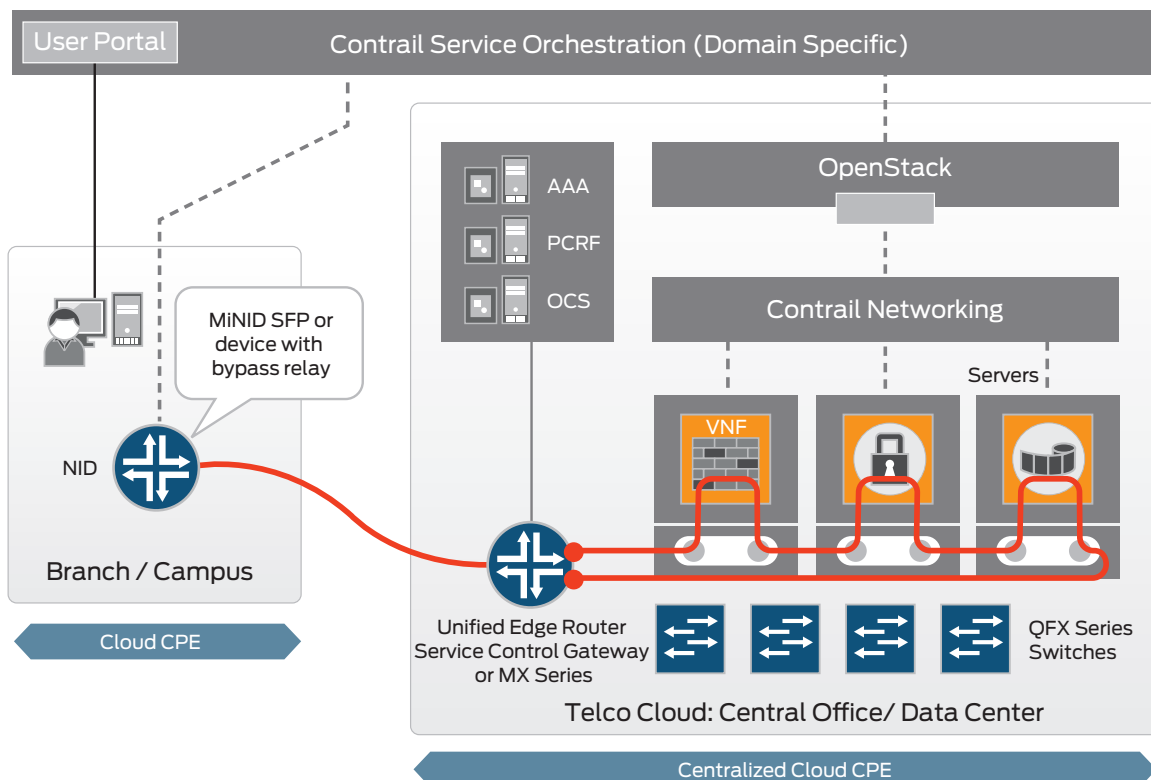 User Portal
Contrail Service Orchestration (Domain Specific)
AAA
PCRF
OCS
OpenStack
Contrail Networking
Servers
VNF
MiNID SFP or
device with
bypass relay
NID
Branch / Campus
Cloud CPE
Unified Edge Router
Service Control Gateway
or MX Series
QFX Series
Switches
Telco Cloud: Central Office/ Data Center
Centralized Cloud CPE